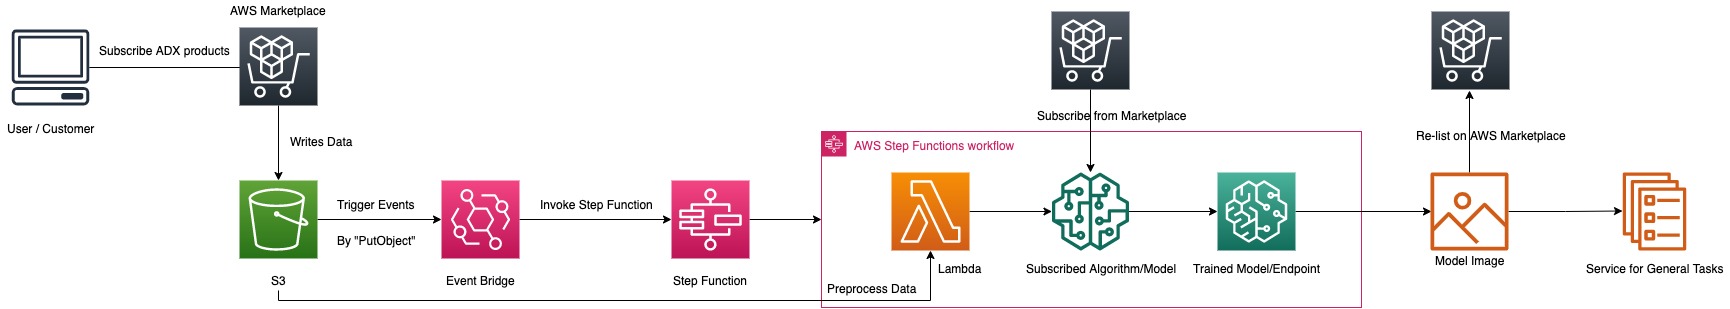 AWS Marketplace
Subscribe ADX products
User / Customer
Writes Data
Subscribe from Marketplace
Re-list on AWS Marketplace
AWS Step Functions workflow
Trigger Events
By "PutObject"
Invoke Step Function
S3
Event Bridge
Step Function
Preprocess Data
Lambda
Subscribed Algorithm/Model
Trained Model/Endpoint
Model Image
Service for General Tasks